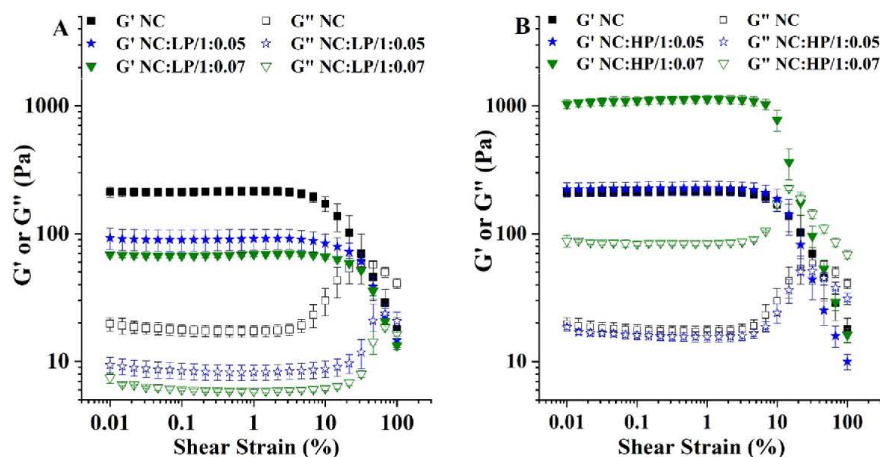 A
G' NC G" NC
G' NC:LP/1:0.05 G" NC:LP/1:0.05
G' NC:LP/1:0.07 G" NC:LP/1:0.07
1000
100
10
G' or G" (Pa)
0.01 0.1 1 10 100
Shear Strain (%)
B
G' NC G" NC
G' NC:HP/1:0.05 G" NC:HP/1:0.05
G' NC:HP/1:0.07 G" NC:HP/1:0.07
1000
100
10
G' or G" (Pa)
0.01 0.1 1 10 100
Shear Strain (%)